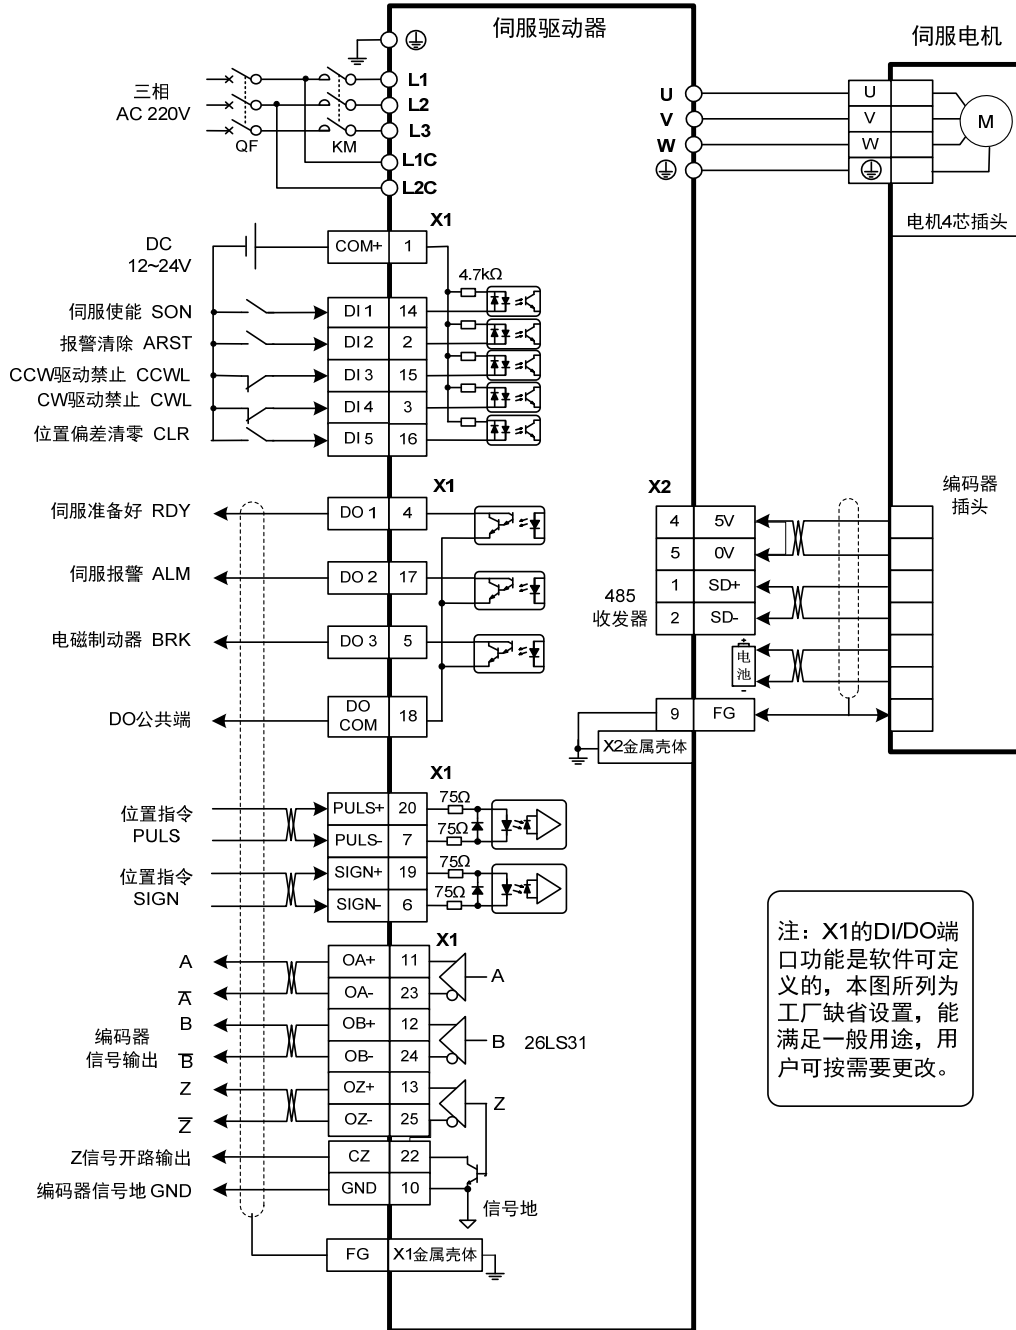 伺服驱动器
伺服电机
三相
AC 220V
QF
KM
L1
L2
L3
L1C
L2C
U
V
W
U
V
W
M
电机4芯插头
X1
DC
12~24V
COM+ 1
4.7kΩ
伺服使能 SON DI 1 14
报警清除 ARST DI 2 2
CCW驱动禁止 CCWL DI 3 15
CW驱动禁止 CWL DI 4 3
位置偏差清零 CLR DI 5 16
X1
伺服准备好 RDY DO 1 4
伺服报警 ALM DO 2 17
电磁制动器 BRK DO 3 5
DO公共端 DO COM 18
X2
编码器
插头
4 5V
5 0V
1 SD+
2 SD-
485
收发器
+
电
池
-
9 FG
X2金属壳体
X1
位置指令
PULS
PULS+ 20 75Ω
PULS- 7 75Ω
位置指令
SIGN
SIGN+ 19 75Ω
SIGN- 6 75Ω
X1
A OA+ 11 A
A̅ OA- 23
编码器
信号输出
B OB+ 12 B 26LS31
B̅ OB- 24
Z OZ+ 13 Z
Z̅ OZ- 25
Z信号开路输出 CZ 22
编码器信号地 GND GND 10
信号地
FG X1金属壳体
注：X1的DI/DO端
口功能是软件可定
义的，本图所列为
工厂缺省设置，能
满足一般用途，用
户可按需要更改。